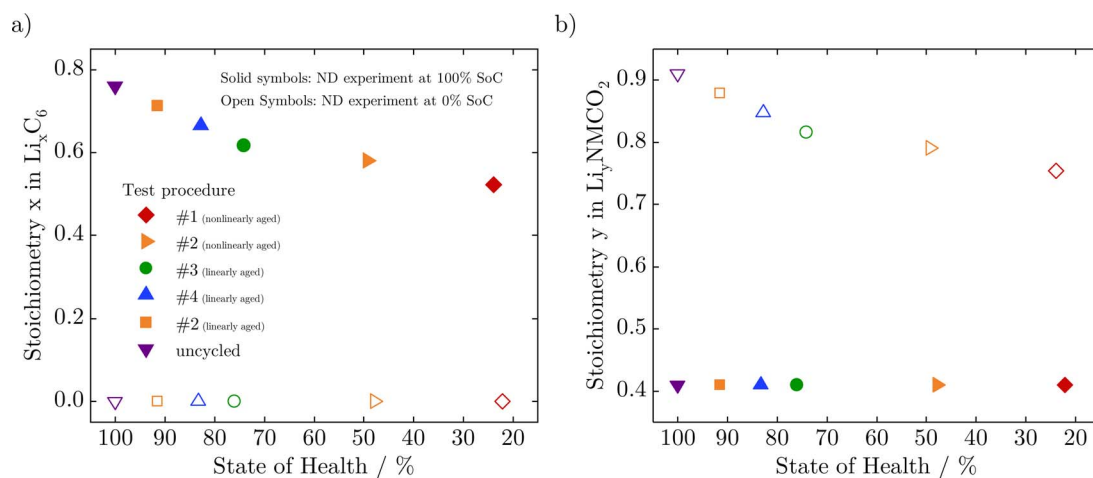 a)
Stoichiometry x in LixC6
0.8
0.6
0.4
0.2
0.0
Solid symbols: ND experiment at 100% SoC
Open Symbols: ND experiment at 0% SoC
Test procedure
#1 (nonlinearly aged)
#2 (nonlinearly aged)
#3 (linearly aged)
#4 (linearly aged)
#2 (linearly aged)
uncycled
100 90 80 70 60 50 40 30 20
State of Health / %
b)
Stoichiometry y in LiyNMCO2
0.9
0.8
0.7
0.6
0.5
0.4
100 90 80 70 60 50 40 30 20
State of Health / %